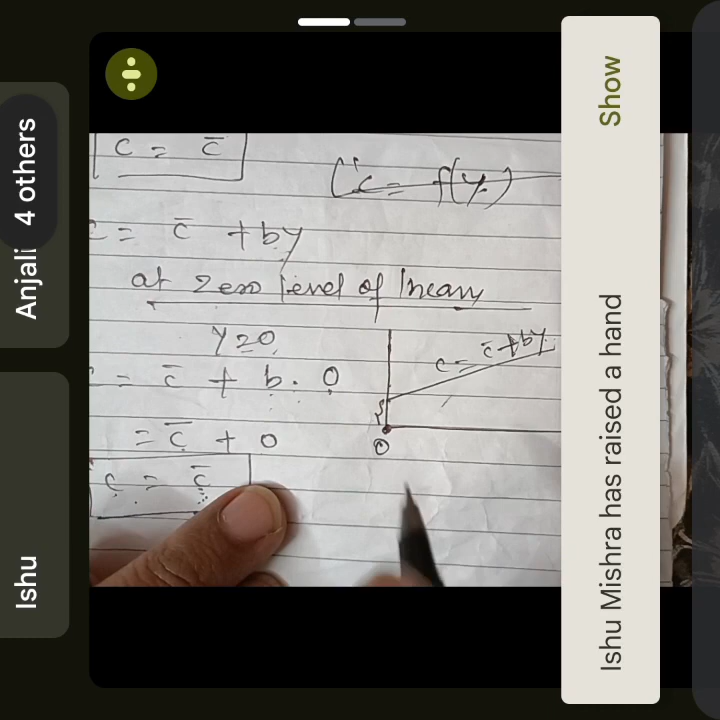 C = c̄
C = f(y)
= c̄ + by
at Zero level of Income
Y = 0
= c̄ + b . 0
c = c̄ + by
= c̄ + 0
O
c = c̄
Anjali
4 others
Ishu
Ishu Mishra has raised a hand
Show